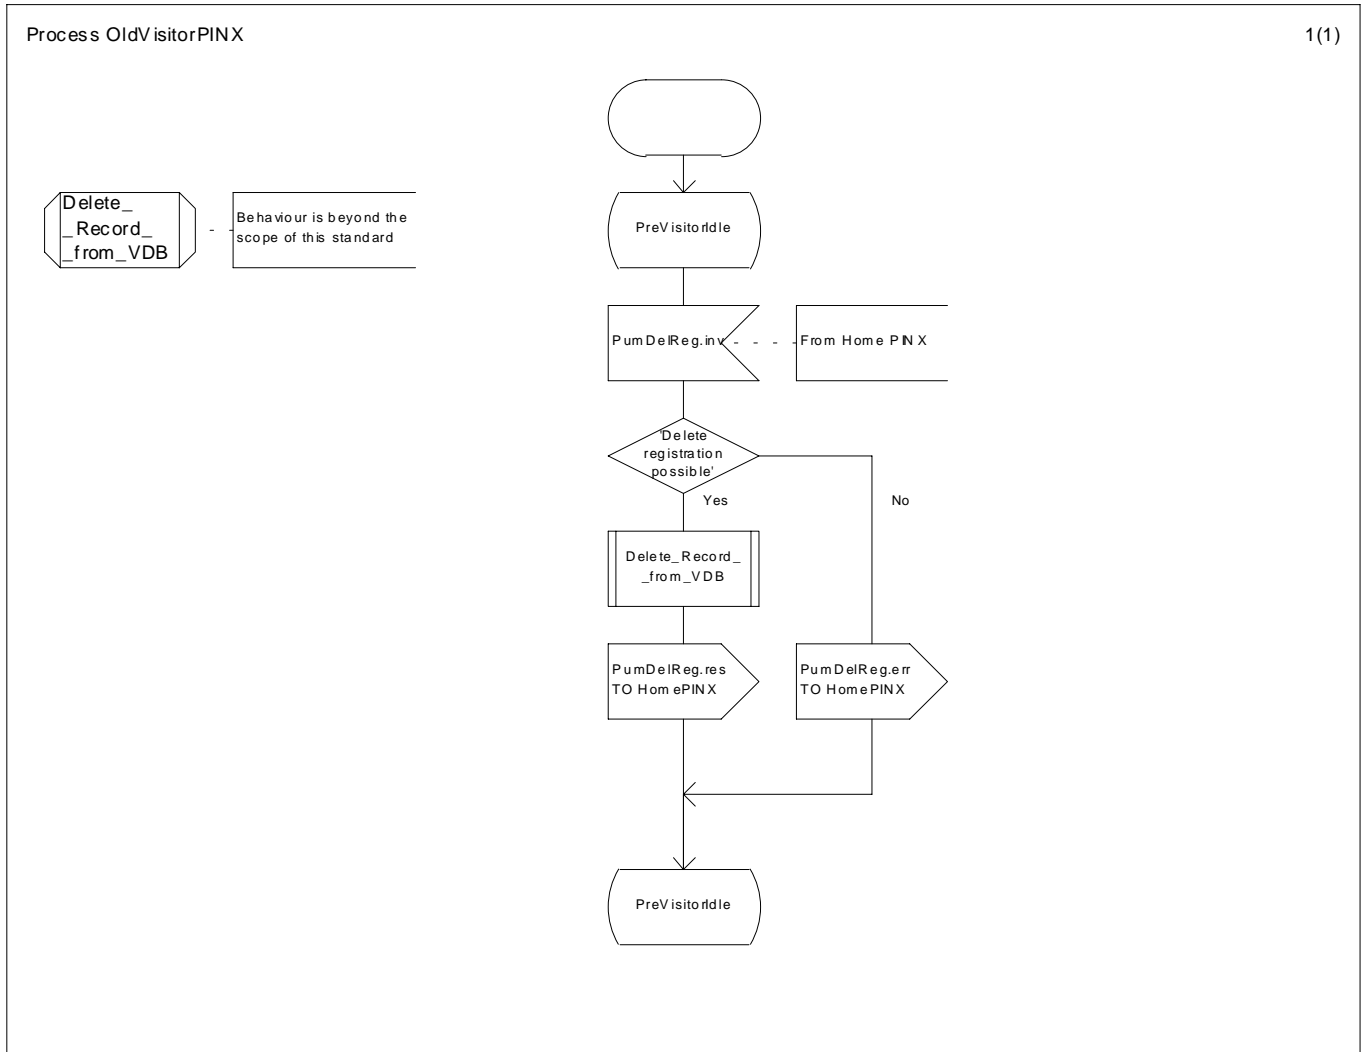 Process OldVisitorPINX
1(1)
Delete_
_Record_
_from_VDB
Behaviour is beyond the
scope of this standard
PreVisitorIdle
PumDelReg.inv
From Home PINX
'Delete
registration
possible'
Yes
No
Delete_Record_
_from_VDB
PumDelReg.res
TO HomePINX
PumDelReg.err
TO HomePINX
PreVisitorIdle